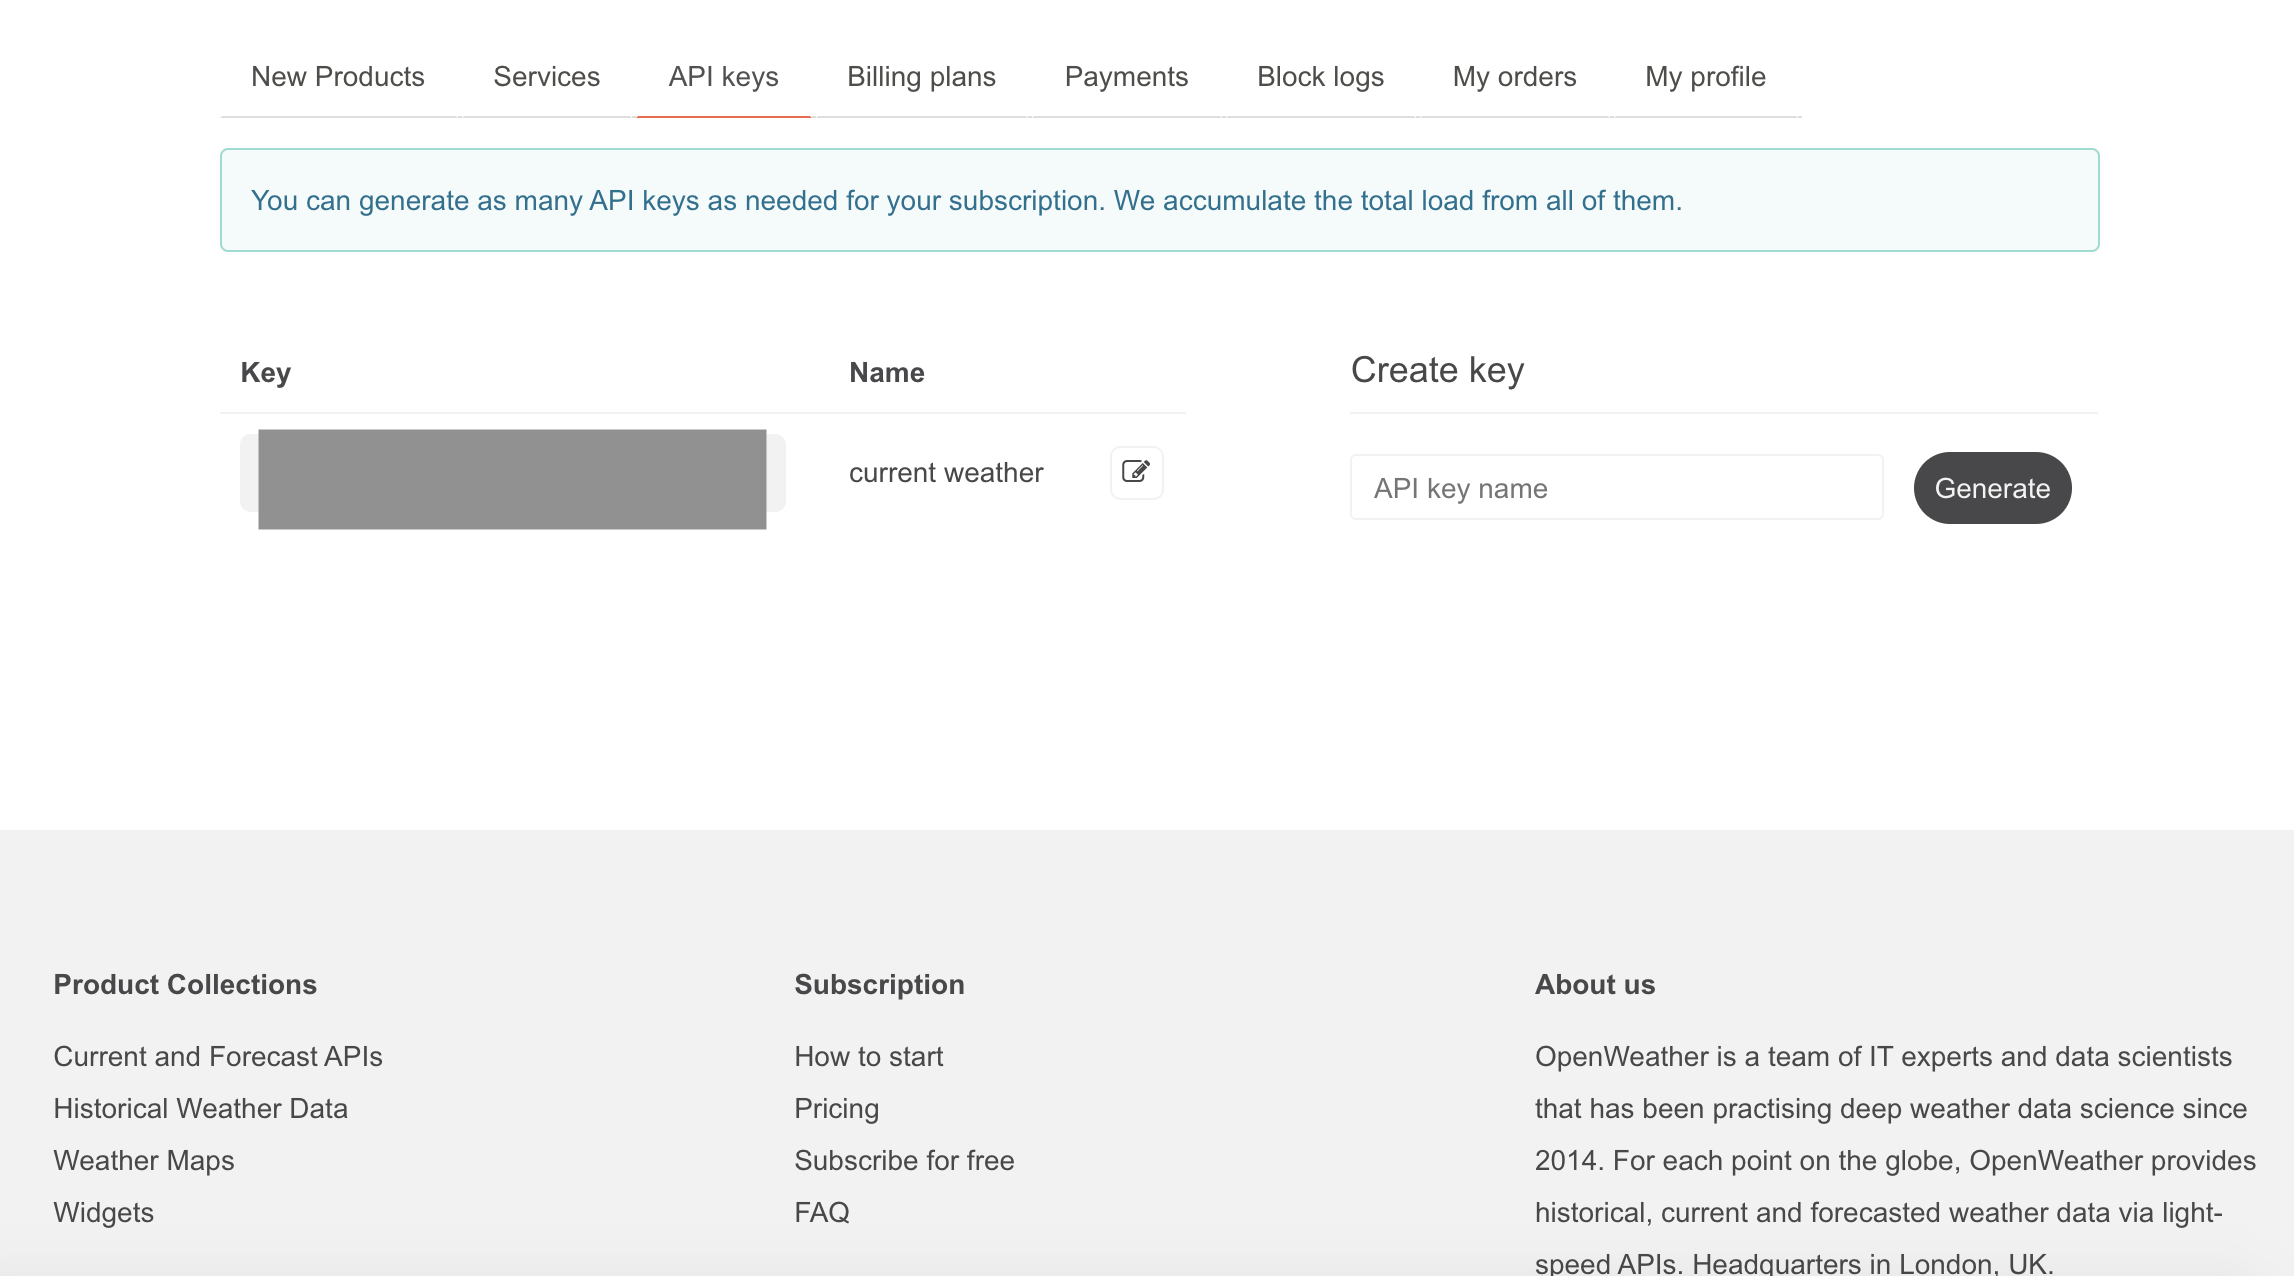 New Products Services API keys Billing plans Payments Block logs My orders My profile
You can generate as many API keys as needed for your subscription. We accumulate the total load from all of them.
Key Name
current weather
Create key
API key name Generate
Product Collections
Current and Forecast APIs
Historical Weather Data
Weather Maps
Widgets
Subscription
How to start
Pricing
Subscribe for free
FAQ
About us
OpenWeather is a team of IT experts and data scientists
that has been practising deep weather data science since
2014. For each point on the globe, OpenWeather provides
historical, current and forecasted weather data via light-
speed APIs. Headquarters in London, UK.